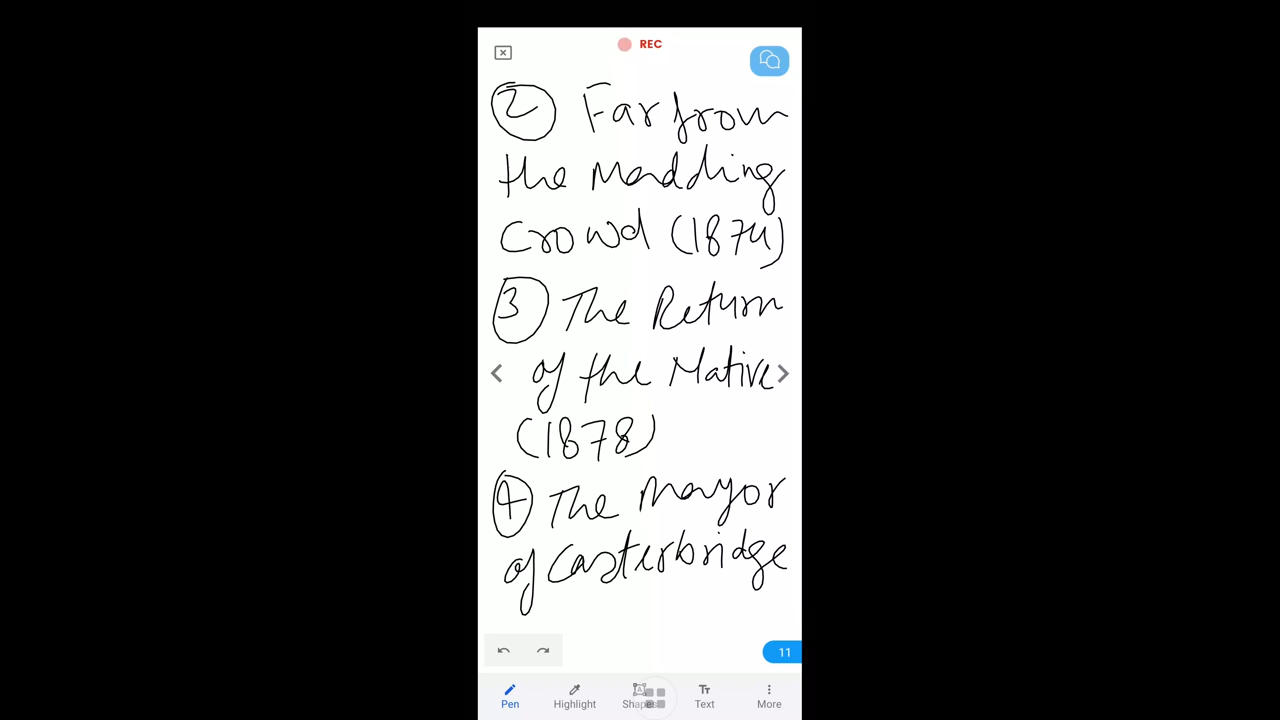 REC
2 Far from
the Madding
Crowd (1874)
3 The Return
of the Native
(1878)
4 The Mayor
of Casterbridge
11
Pen Highlight Shapes Text More